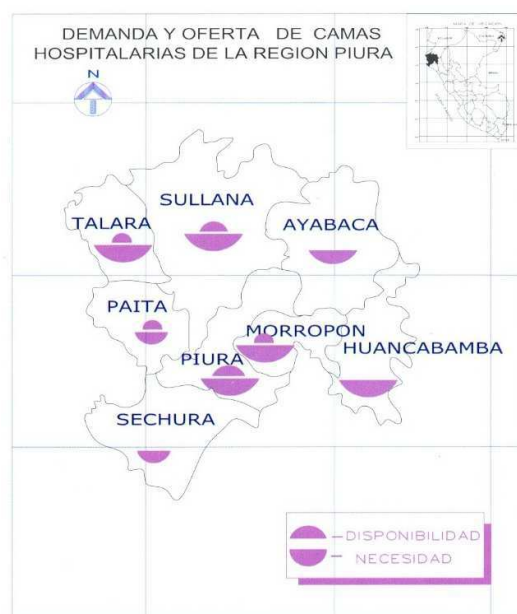 DEMANDA Y OFERTA DE CAMAS
HOSPITALARIAS DE LA REGION PIURA
N
SULLANA
TALARA
AYABACA
PAITA
MORROPON
HUANCABAMBA
PIURA
SECHURA
-DISPONIBILIDAD
- NECESIDAD